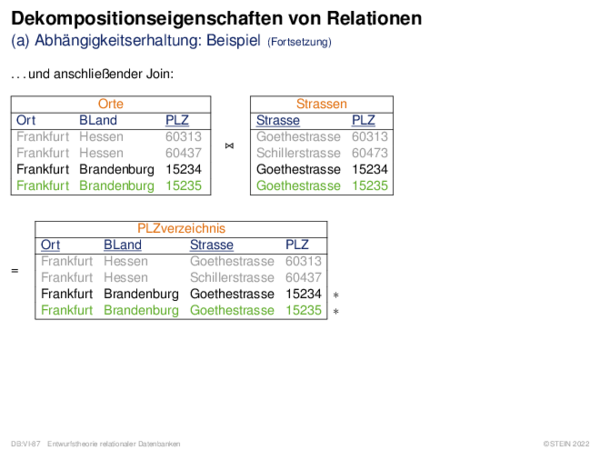 Dekompositionseigenschaften von Relationen
(a) Abhängigkeitserhaltung: Beispiel (Fortsetzung)
. . . und anschließender Join:
Orte
Ort BLand PLZ
Frankfurt Hessen 60313
Frankfurt Hessen 60437
Frankfurt Brandenburg 15234
Frankfurt Brandenburg 15235
⋈
Strassen
Strasse PLZ
Goethestrasse 60313
Schillerstrasse 60473
Goethestrasse 15234
Goethestrasse 15235
=
PLZverzeichnis
Ort BLand Strasse PLZ
Frankfurt Hessen Goethestrasse 60313
Frankfurt Hessen Schillerstrasse 60437
Frankfurt Brandenburg Goethestrasse 15234 *
Frankfurt Brandenburg Goethestrasse 15235 *
DB:VI-87 Entwurfstheorie relationaler Datenbanken ©STEIN 2022